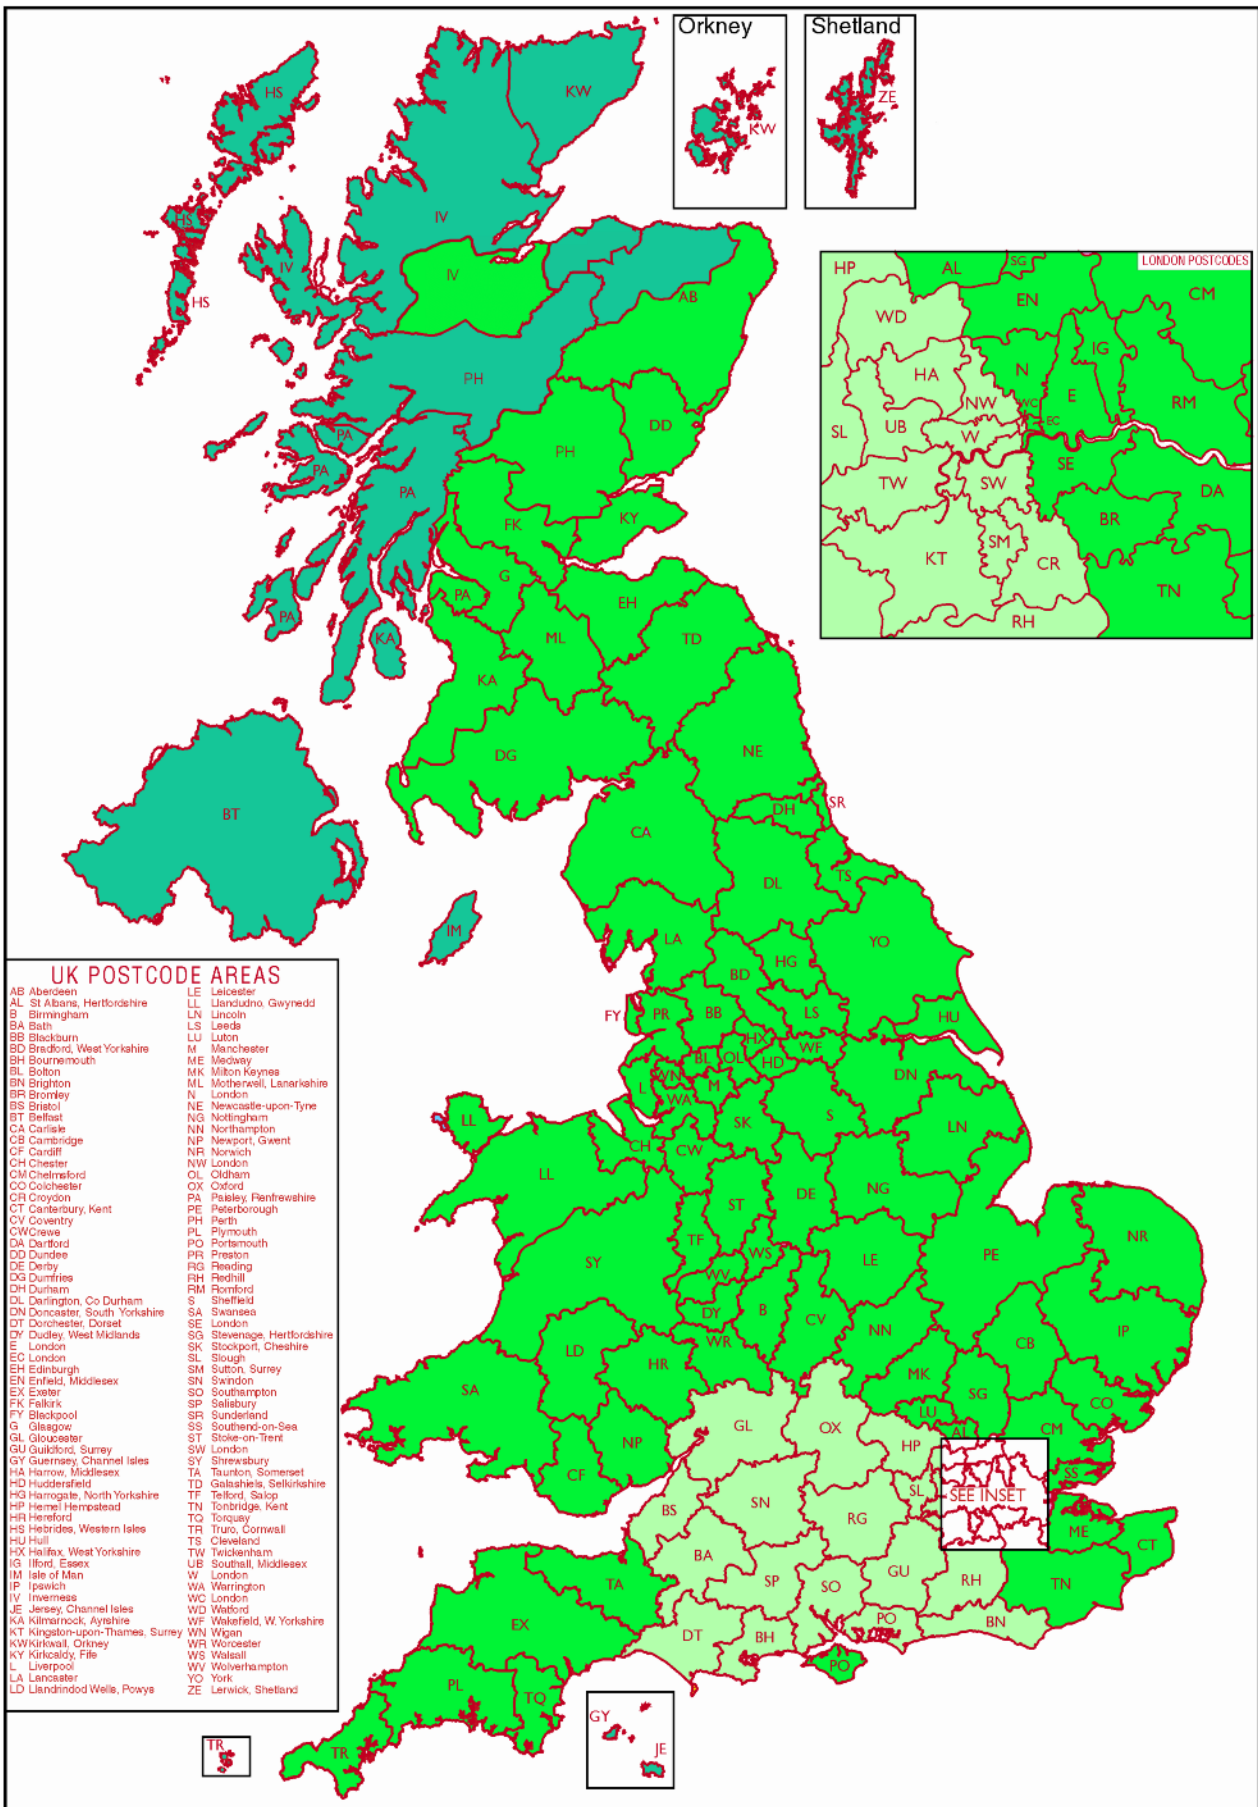 Orkney
KW
Shetland
ZE
HS
HS
HS
KW
IV
IV
IV
AB
PH
DD
PH
PA
PA
PA
FK
KY
G
PA
PA
EH
KA
ML
TD
KA
DG
NE
BT
DH
SR
CA
DL
TS
IM
LA
YO
HG
BD
FY
PR
BB
LS
HU
HX
WF
BL
OL
HD
WN
DN
L
M
WA
S
LN
LL
SK
CH
CW
LL
ST
DE
NG
NR
TF
WS
PE
LE
SY
WV
DY
B
CV
NN
IP
WR
CB
LD
HR
MK
SG
SA
CO
LU
GL
OX
CM
AL
NP
HP
SS
CF
SL
SEE INSET
BS
SN
RG
ME
CT
BA
GU
TA
SP
SO
RH
TN
EX
PO
BN
DT
BH
PO
PL
TQ
TR
TR
GY
JE
LONDON POSTCODES
HP
AL
SG
CM
EN
WD
IG
N
HA
E
RM
NW
WC
EC
UB
SL
W
SE
TW
SW
DA
BR
SM
KT
CR
TN
RH
UK POSTCODE AREAS
AB Aberdeen
AL St Albans, Hertfordshire
B Birmingham
BA Bath
BB Blackburn
BD Bradford, West Yorkshire
BH Bournemouth
BL Bolton
BN Brighton
BR Bromley
BS Bristol
BT Belfast
CA Carlisle
CB Cambridge
CF Cardiff
CH Chester
CM Chelmsford
CO Colchester
CR Croydon
CT Canterbury, Kent
CV Coventry
CW Crewe
DA Dartford
DD Dundee
DE Derby
DG Dumfries
DH Durham
DL Darlington, Co Durham
DN Doncaster, South Yorkshire
DT Dorchester, Dorset
DY Dudley, West Midlands
E London
EC London
EH Edinburgh
EN Enfield, Middlesex
EX Exeter
FK Falkirk
FY Blackpool
G Glasgow
GL Gloucester
GU Guildford, Surrey
GY Guernsey, Channel Isles
HA Harrow, Middlesex
HD Huddersfield
HG Harrogate, North Yorkshire
HP Hemel Hempstead
HR Hereford
HS Hebrides, Western Isles
HU Hull
HX Halifax, West Yorkshire
IG Ilford, Essex
IM Isle of Man
IP Ipswich
IV Inverness
JE Jersey, Channel Isles
KA Kilmarnock, Ayrshire
KT Kingston-upon-Thames, Surrey
KW Kirkwall, Orkney
KY Kirkcaldy, Fife
L Liverpool
LA Lancaster
LD Llandrindod Wells, Powys
LE Leicester
LL Llandudno, Gwynedd
LN Lincoln
LS Leeds
LU Luton
M Manchester
ME Medway
MK Milton Keynes
ML Motherwell, Lanarkshire
N London
NE Newcastle-upon-Tyne
NG Nottingham
NN Northampton
NP Newport, Gwent
NR Norwich
NW London
OL Oldham
OX Oxford
PA Paisley, Renfrewshire
PE Peterborough
PH Perth
PL Plymouth
PO Portsmouth
PR Preston
RG Reading
RH Redhill
RM Romford
S Sheffield
SA Swansea
SE London
SG Stevenage, Hertfordshire
SK Stockport, Cheshire
SL Slough
SM Sutton, Surrey
SN Swindon
SO Southampton
SP Salisbury
SR Sunderland
SS Southend-on-Sea
ST Stoke-on-Trent
SW London
SY Shrewsbury
TA Taunton, Somerset
TD Galashiels, Selkirkshire
TF Telford, Salop
TN Tonbridge, Kent
TQ Torquay
TR Truro, Cornwall
TS Cleveland
TW Twickenham
UB Southall, Middlesex
W London
WA Warrington
WC London
WD Watford
WF Wakefield, W. Yorkshire
WN Wigan
WR Worcester
WS Walsall
WV Wolverhampton
YO York
ZE Lerwick, Shetland